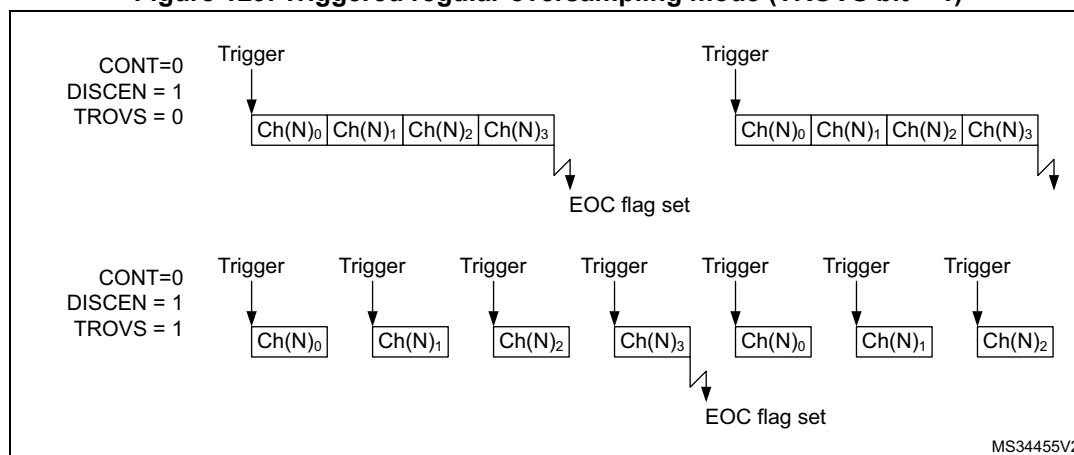 Figure 129. Triggered regular oversampling mode (TROVS bit = 1)
CONT=0
DISCEN = 1
TROVS = 0
Trigger Trigger
Ch(N)₀ Ch(N)₁ Ch(N)₂ Ch(N)₃ Ch(N)₀ Ch(N)₁ Ch(N)₂ Ch(N)₃
EOC flag set
CONT=0
DISCEN = 1
TROVS = 1
Trigger Trigger Trigger Trigger Trigger Trigger Trigger
Ch(N)₀ Ch(N)₁ Ch(N)₂ Ch(N)₃ Ch(N)₀ Ch(N)₁ Ch(N)₂
EOC flag set
MS34455V2